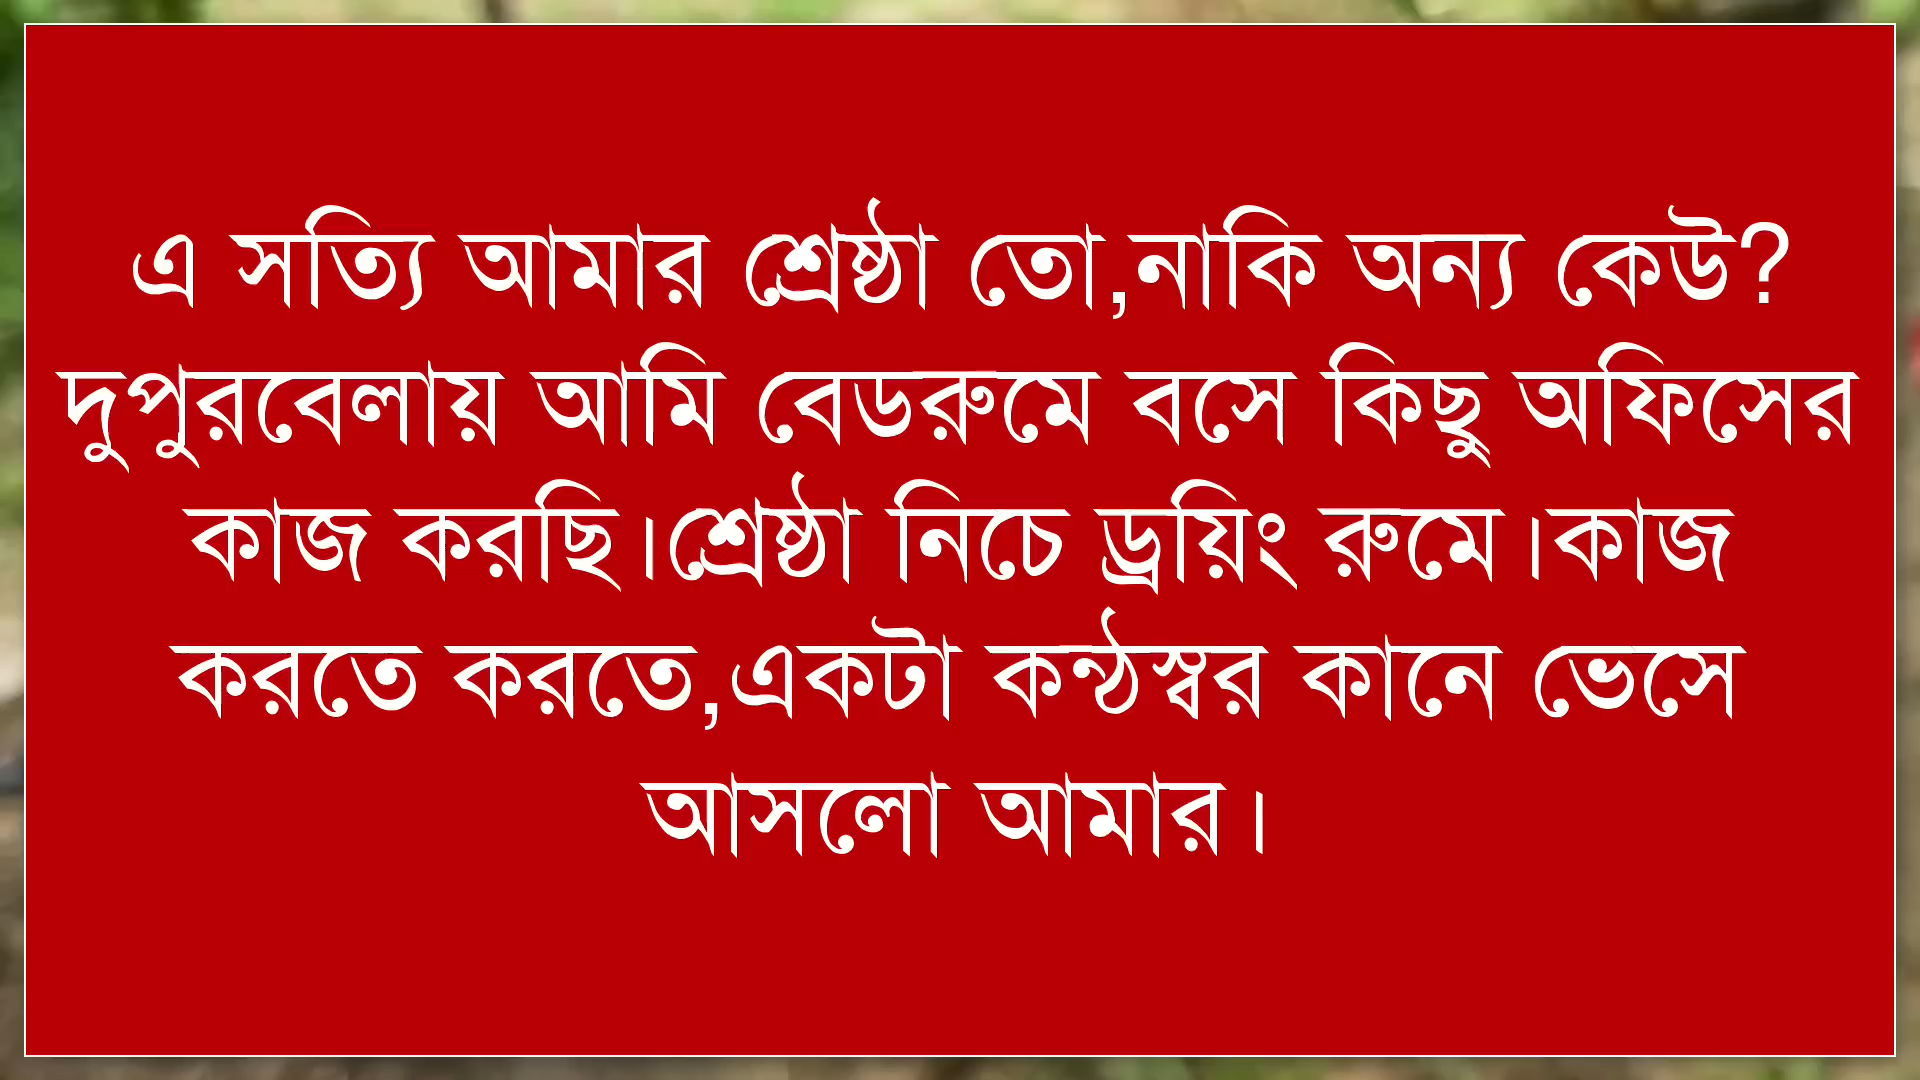 এ সত্যি আমার শ্রেষ্ঠা তো,নাকি অন্য কেউ?
দুপুরবেলায় আমি বেডরুমে বসে কিছু অফিসের
কাজ করছি।শ্রেষ্ঠা নিচে ড্রয়িং রুমে।কাজ
করতে করতে,একটা কন্ঠস্বর কানে ভেসে
আসলো আমার।